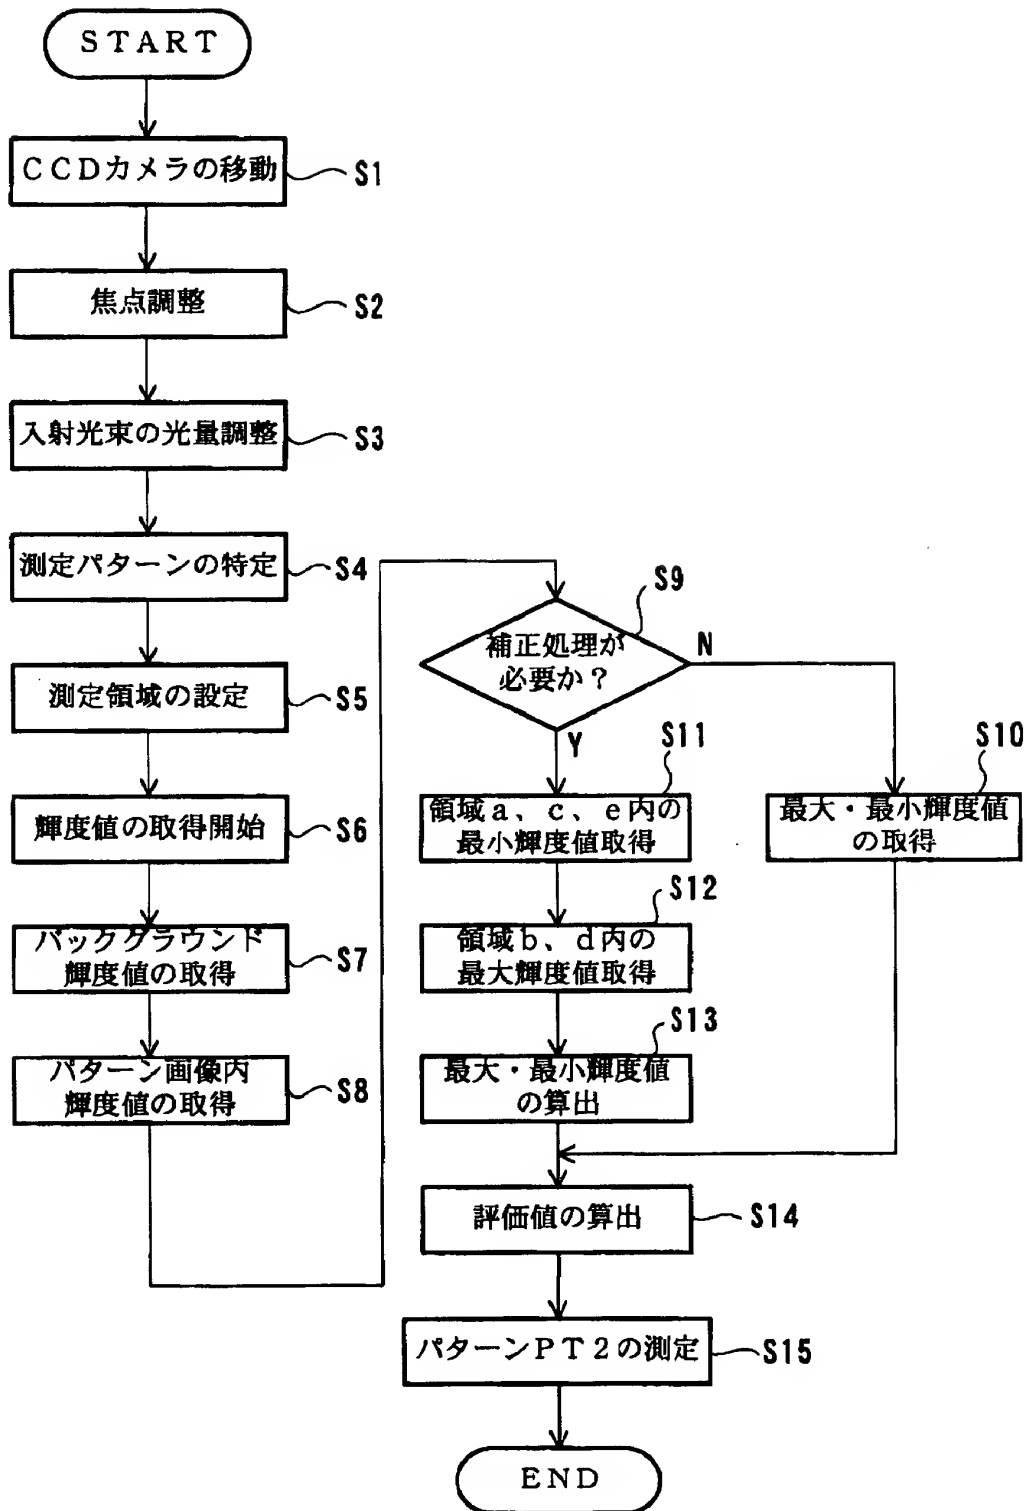 START
CCDカメラの移動
S1
焦点調整
S2
入射光束の光量調整
S3
測定パターンの特定
S4
測定領域の設定
S5
輝度値の取得開始
S6
バックグラウンド
輝度値の取得
S7
パターン画像内
輝度値の取得
S8
S9
補正処理が
必要か？
N
Y
S10
最大・最小輝度値
の取得
S11
領域a、c、e内の
最小輝度値取得
S12
領域b、d内の
最大輝度値取得
S13
最大・最小輝度値
の算出
評価値の算出
S14
パターンPT2の測定
S15
END